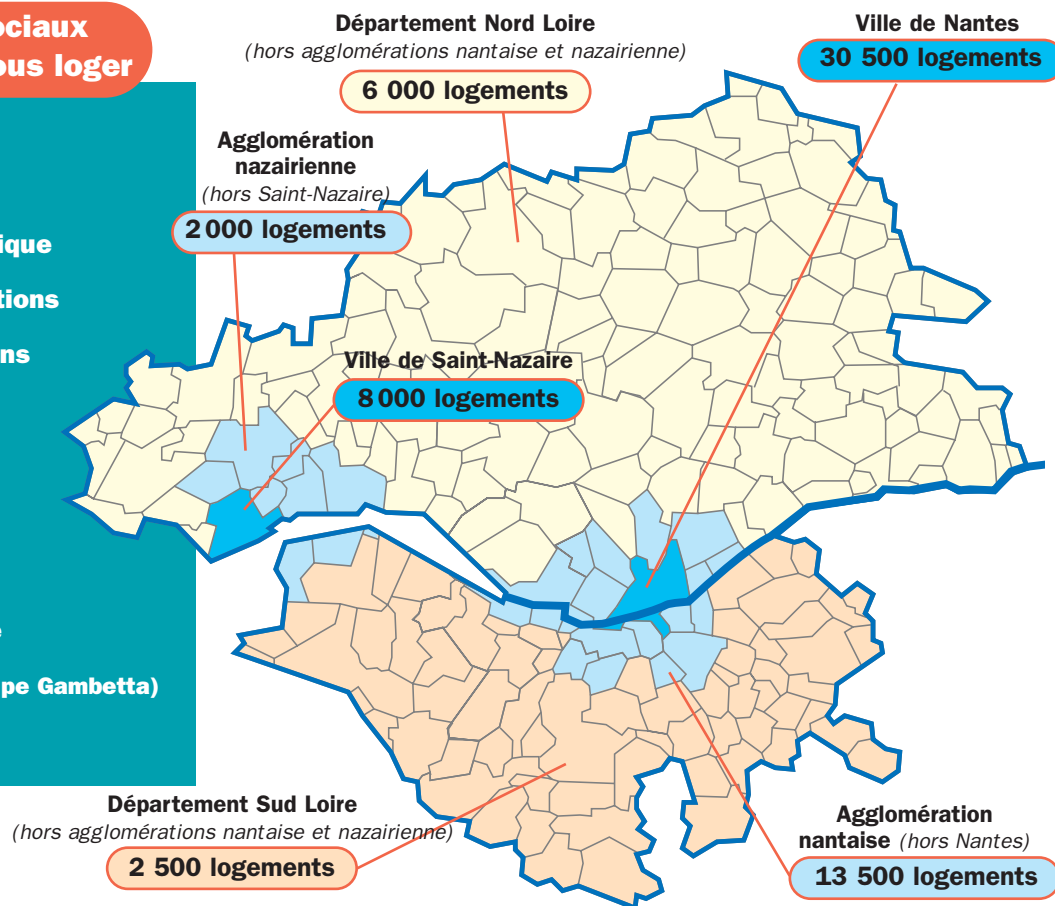 ociaux
ous loger
ique
tions
ns
e
pe Gambetta)
Département Nord Loire
(hors agglomérations nantaise et nazairienne)
6 000 logements
Ville de Nantes
30 500 logements
Agglomération
nazairienne
(hors Saint-Nazaire)
2 000 logements
Ville de Saint-Nazaire
8 000 logements
Département Sud Loire
(hors agglomérations nantaise et nazairienne)
2 500 logements
Agglomération
nantaise (hors Nantes)
13 500 logements